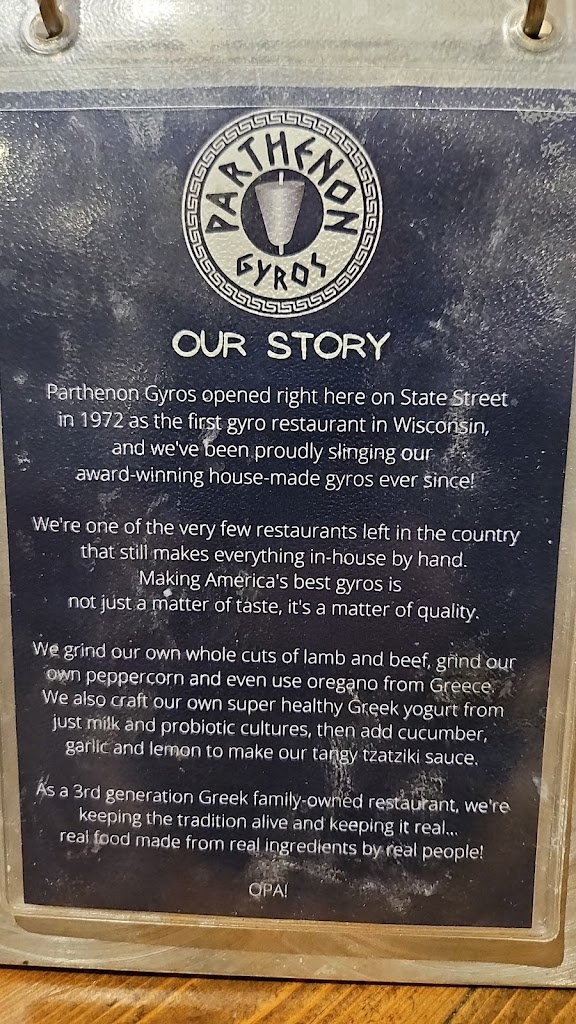 PARTHENON
GYROS
OUR STORY
Parthenon Gyros opened right here on State Street
in 1972 as the first gyro restaurant in Wisconsin,
and we've been proudly slinging our
award-winning house-made gyros ever since!
We're one of the very few restaurants left in the country
that still makes everything in-house by hand.
Making America's best gyros is
not just a matter of taste, it's a matter of quality.
We grind our own whole cuts of lamb and beef, grind our
own peppercorn and even use oregano from Greece.
We also craft our own super healthy Greek yogurt from
just milk and probiotic cultures, then add cucumber,
garlic and lemon to make our tangy tzatziki sauce.
As a 3rd generation Greek family-owned restaurant, we're
keeping the tradition alive and keeping it real...
real food made from real ingredients by real people!
OPA!